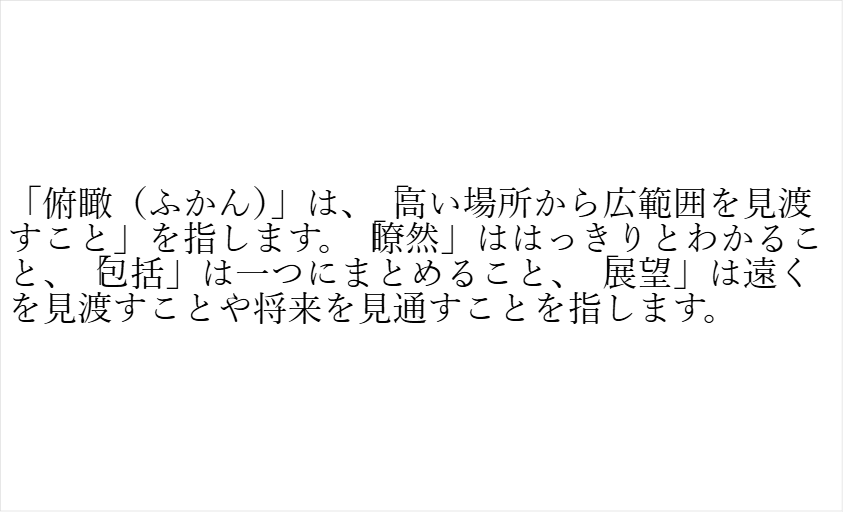 「俯瞰（ふかん）」は、「高い場所から広範囲を見渡
すこと」を指します。「瞭然」ははっきりとわかるこ
と、「包括」は一つにまとめること、「展望」は遠く
を見渡すことや将来を見通すことを指します。